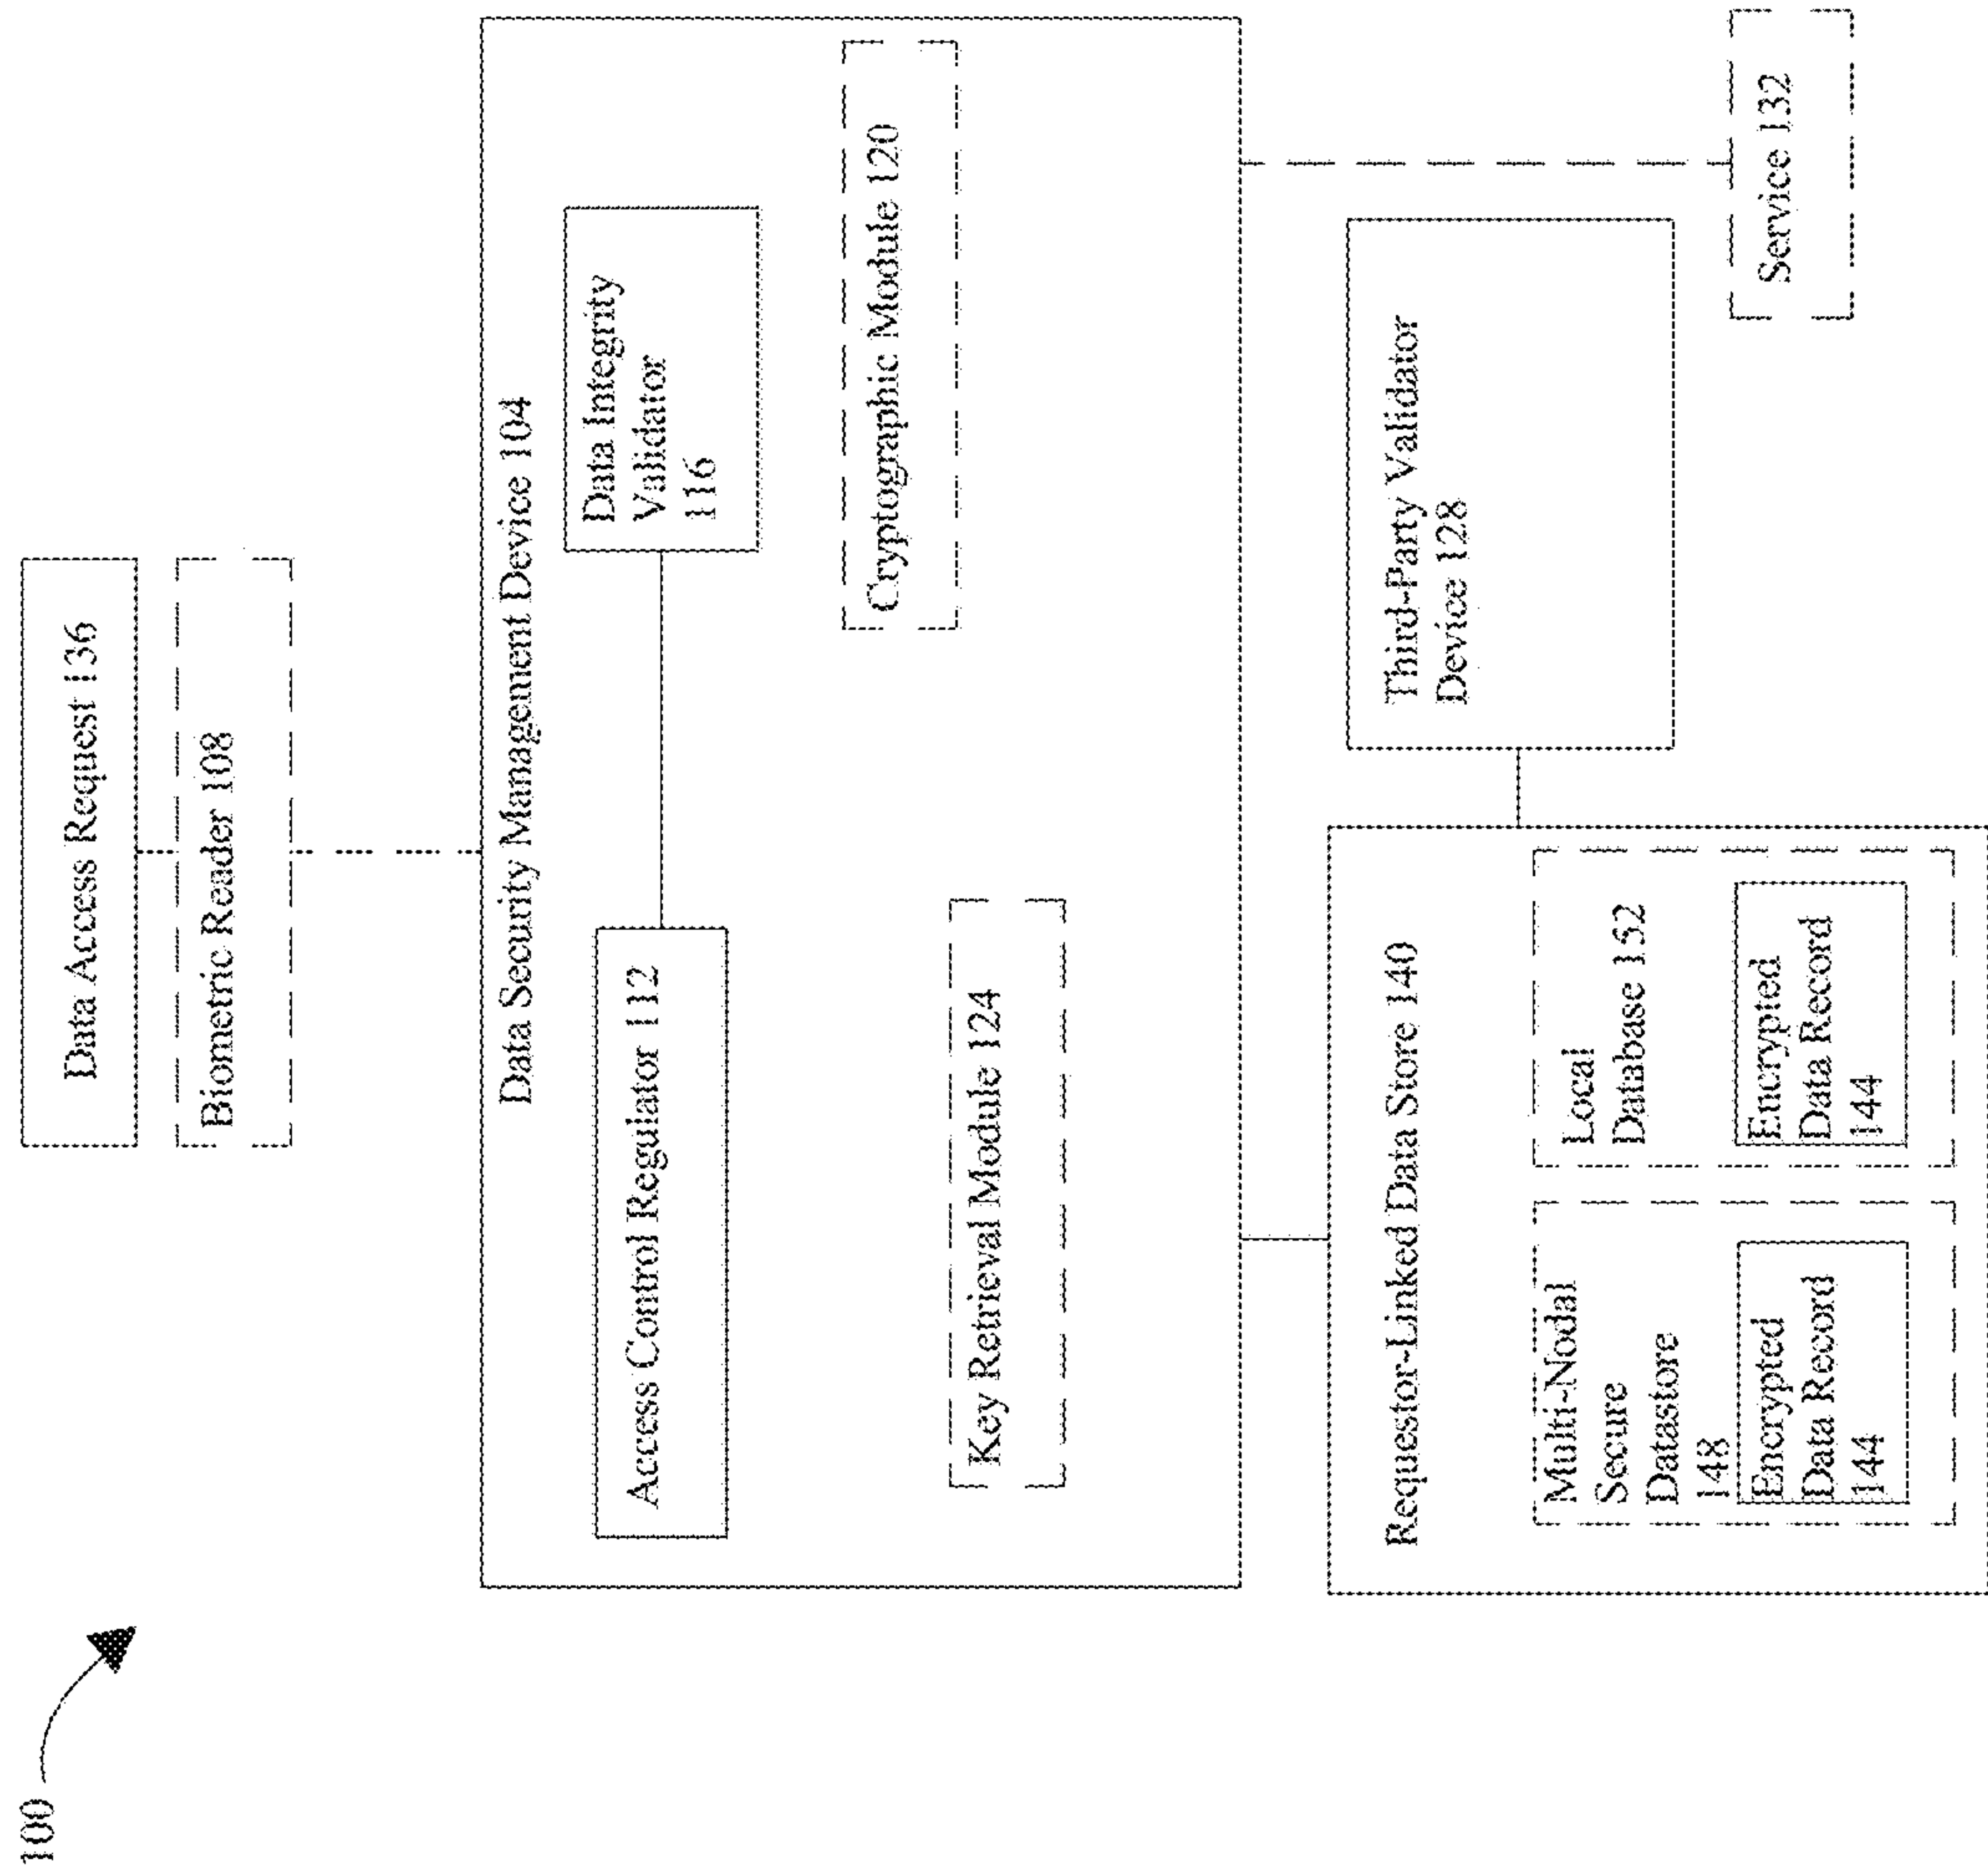 100
Data Access Request 136
Biometric Reader 108
Data Security Management Device 104
Access Control Regulator 112
Data Integrity
Validator
116
Cryptographic Module 120
Key Retrieval Module 124
Requestor-Linked Data Store 140
Multi-Nodal
Secure
Datastore
148
Encrypted
Data Record
144
Local
Database 152
Encrypted
Data Record
144
Third-Party Validator
Device 128
Service 132